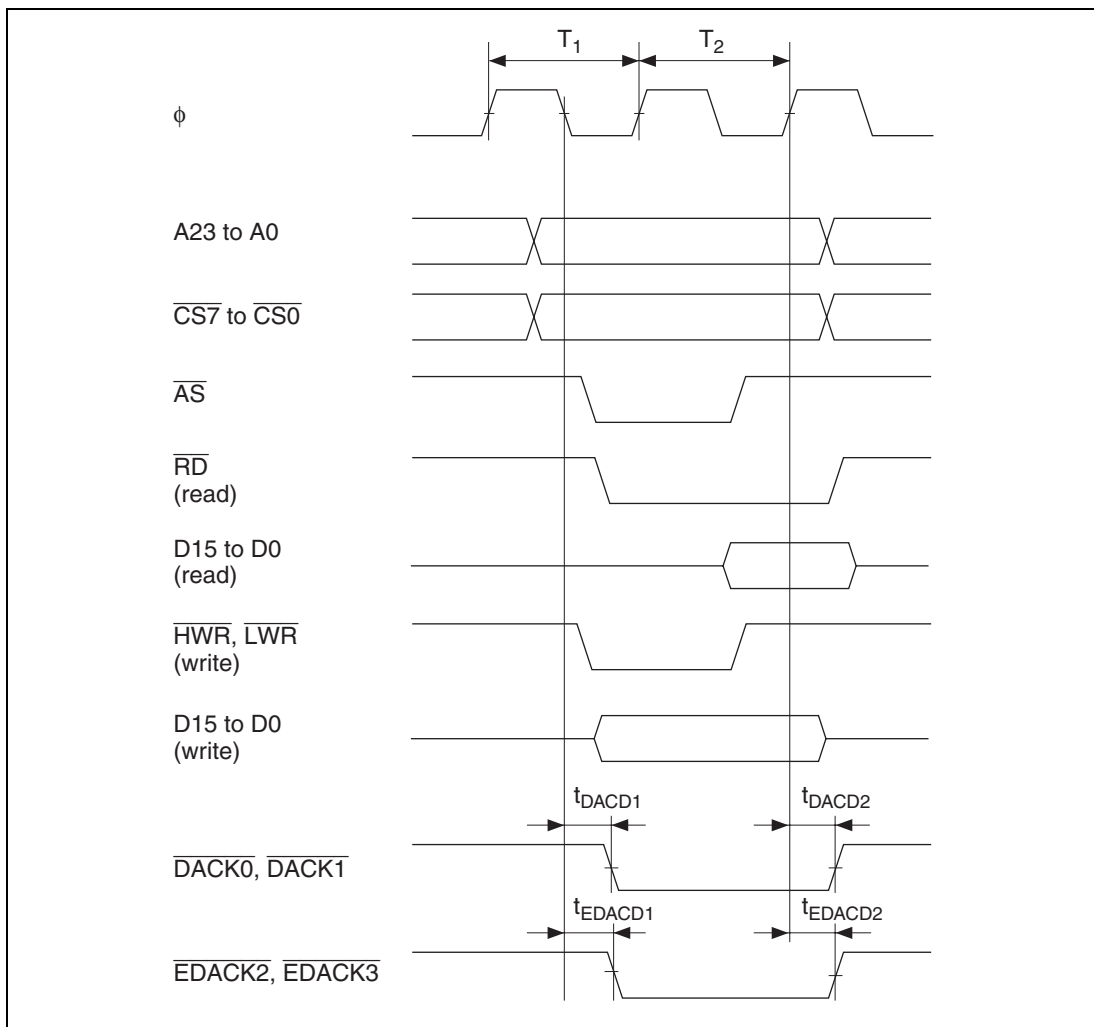 T1 T2
φ
A23 to A0
CS7 to CS0
AS
RD
(read)
D15 to D0
(read)
HWR, LWR
(write)
D15 to D0
(write)
tDACD1 tDACD2
DACK0, DACK1
tEDACD1 tEDACD2
EDACK2, EDACK3